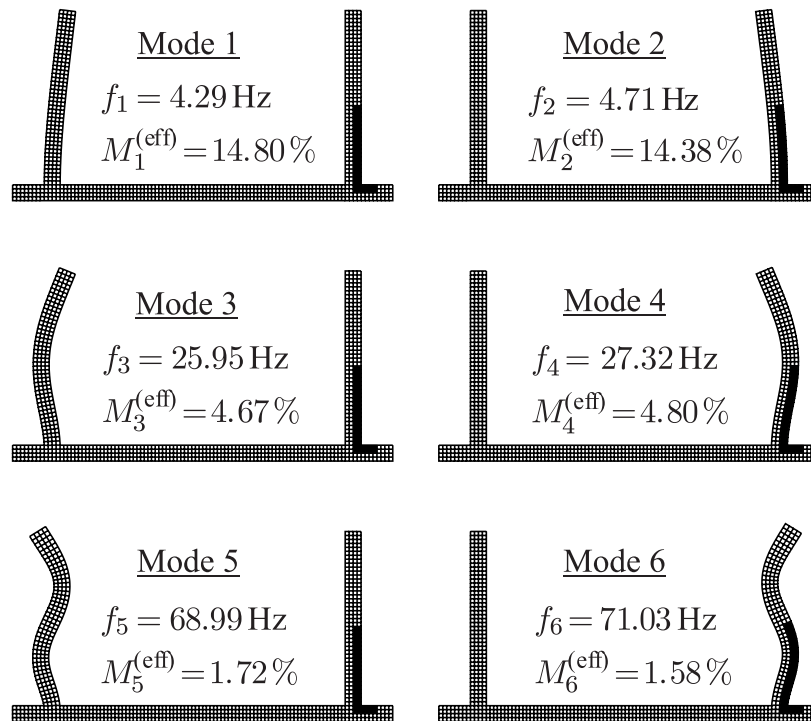 Mode 1
f₁ = 4.29 Hz
M₁^(eff) = 14.80 %
Mode 2
f₂ = 4.71 Hz
M₂^(eff) = 14.38 %
Mode 3
f₃ = 25.95 Hz
M₃^(eff) = 4.67 %
Mode 4
f₄ = 27.32 Hz
M₄^(eff) = 4.80 %
Mode 5
f₅ = 68.99 Hz
M₅^(eff) = 1.72 %
Mode 6
f₆ = 71.03 Hz
M₆^(eff) = 1.58 %